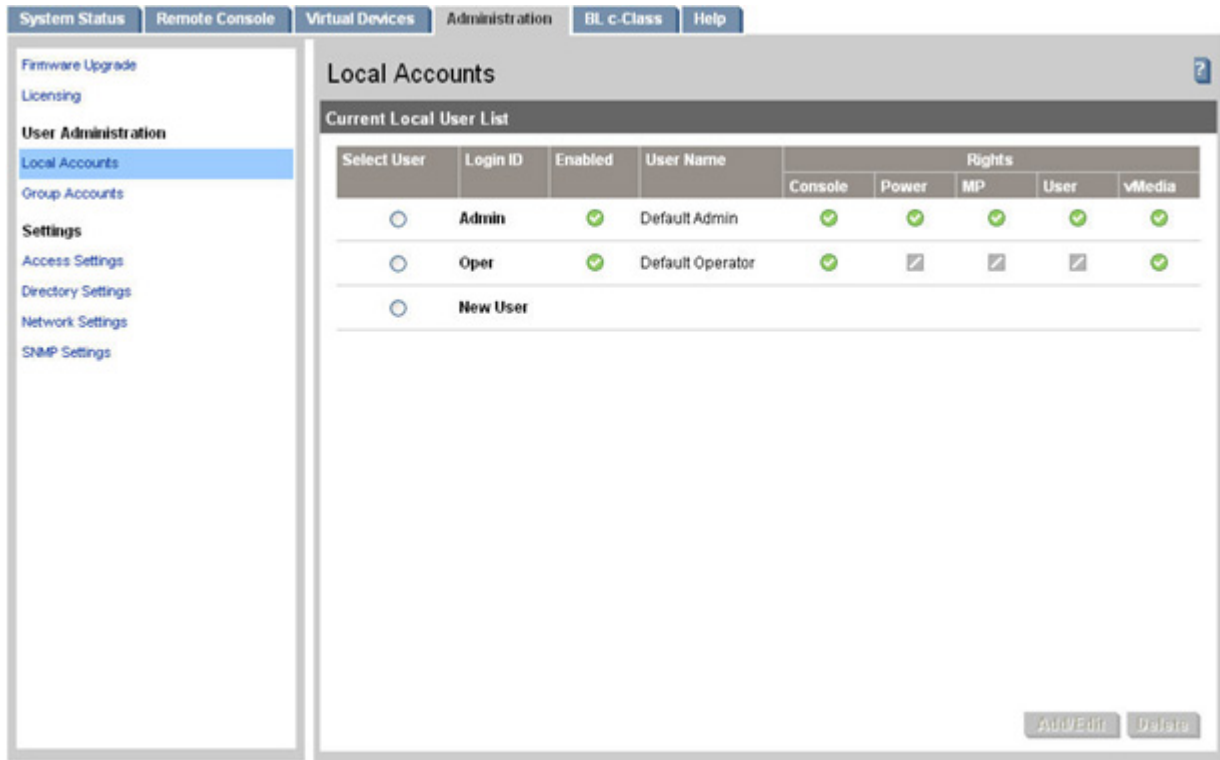 System Status Remote Console Virtual Devices Administration BL c-Class Help
Firmware Upgrade
Licensing
User Administration
Local Accounts
Group Accounts
Settings
Access Settings
Directory Settings
Network Settings
SNMP Settings
Local Accounts
?
Current Local User List
Select User Login ID Enabled User Name Rights
Console Power MP User vMedia
Admin Default Admin
Oper Default Operator
New User
Add/Edit Delete